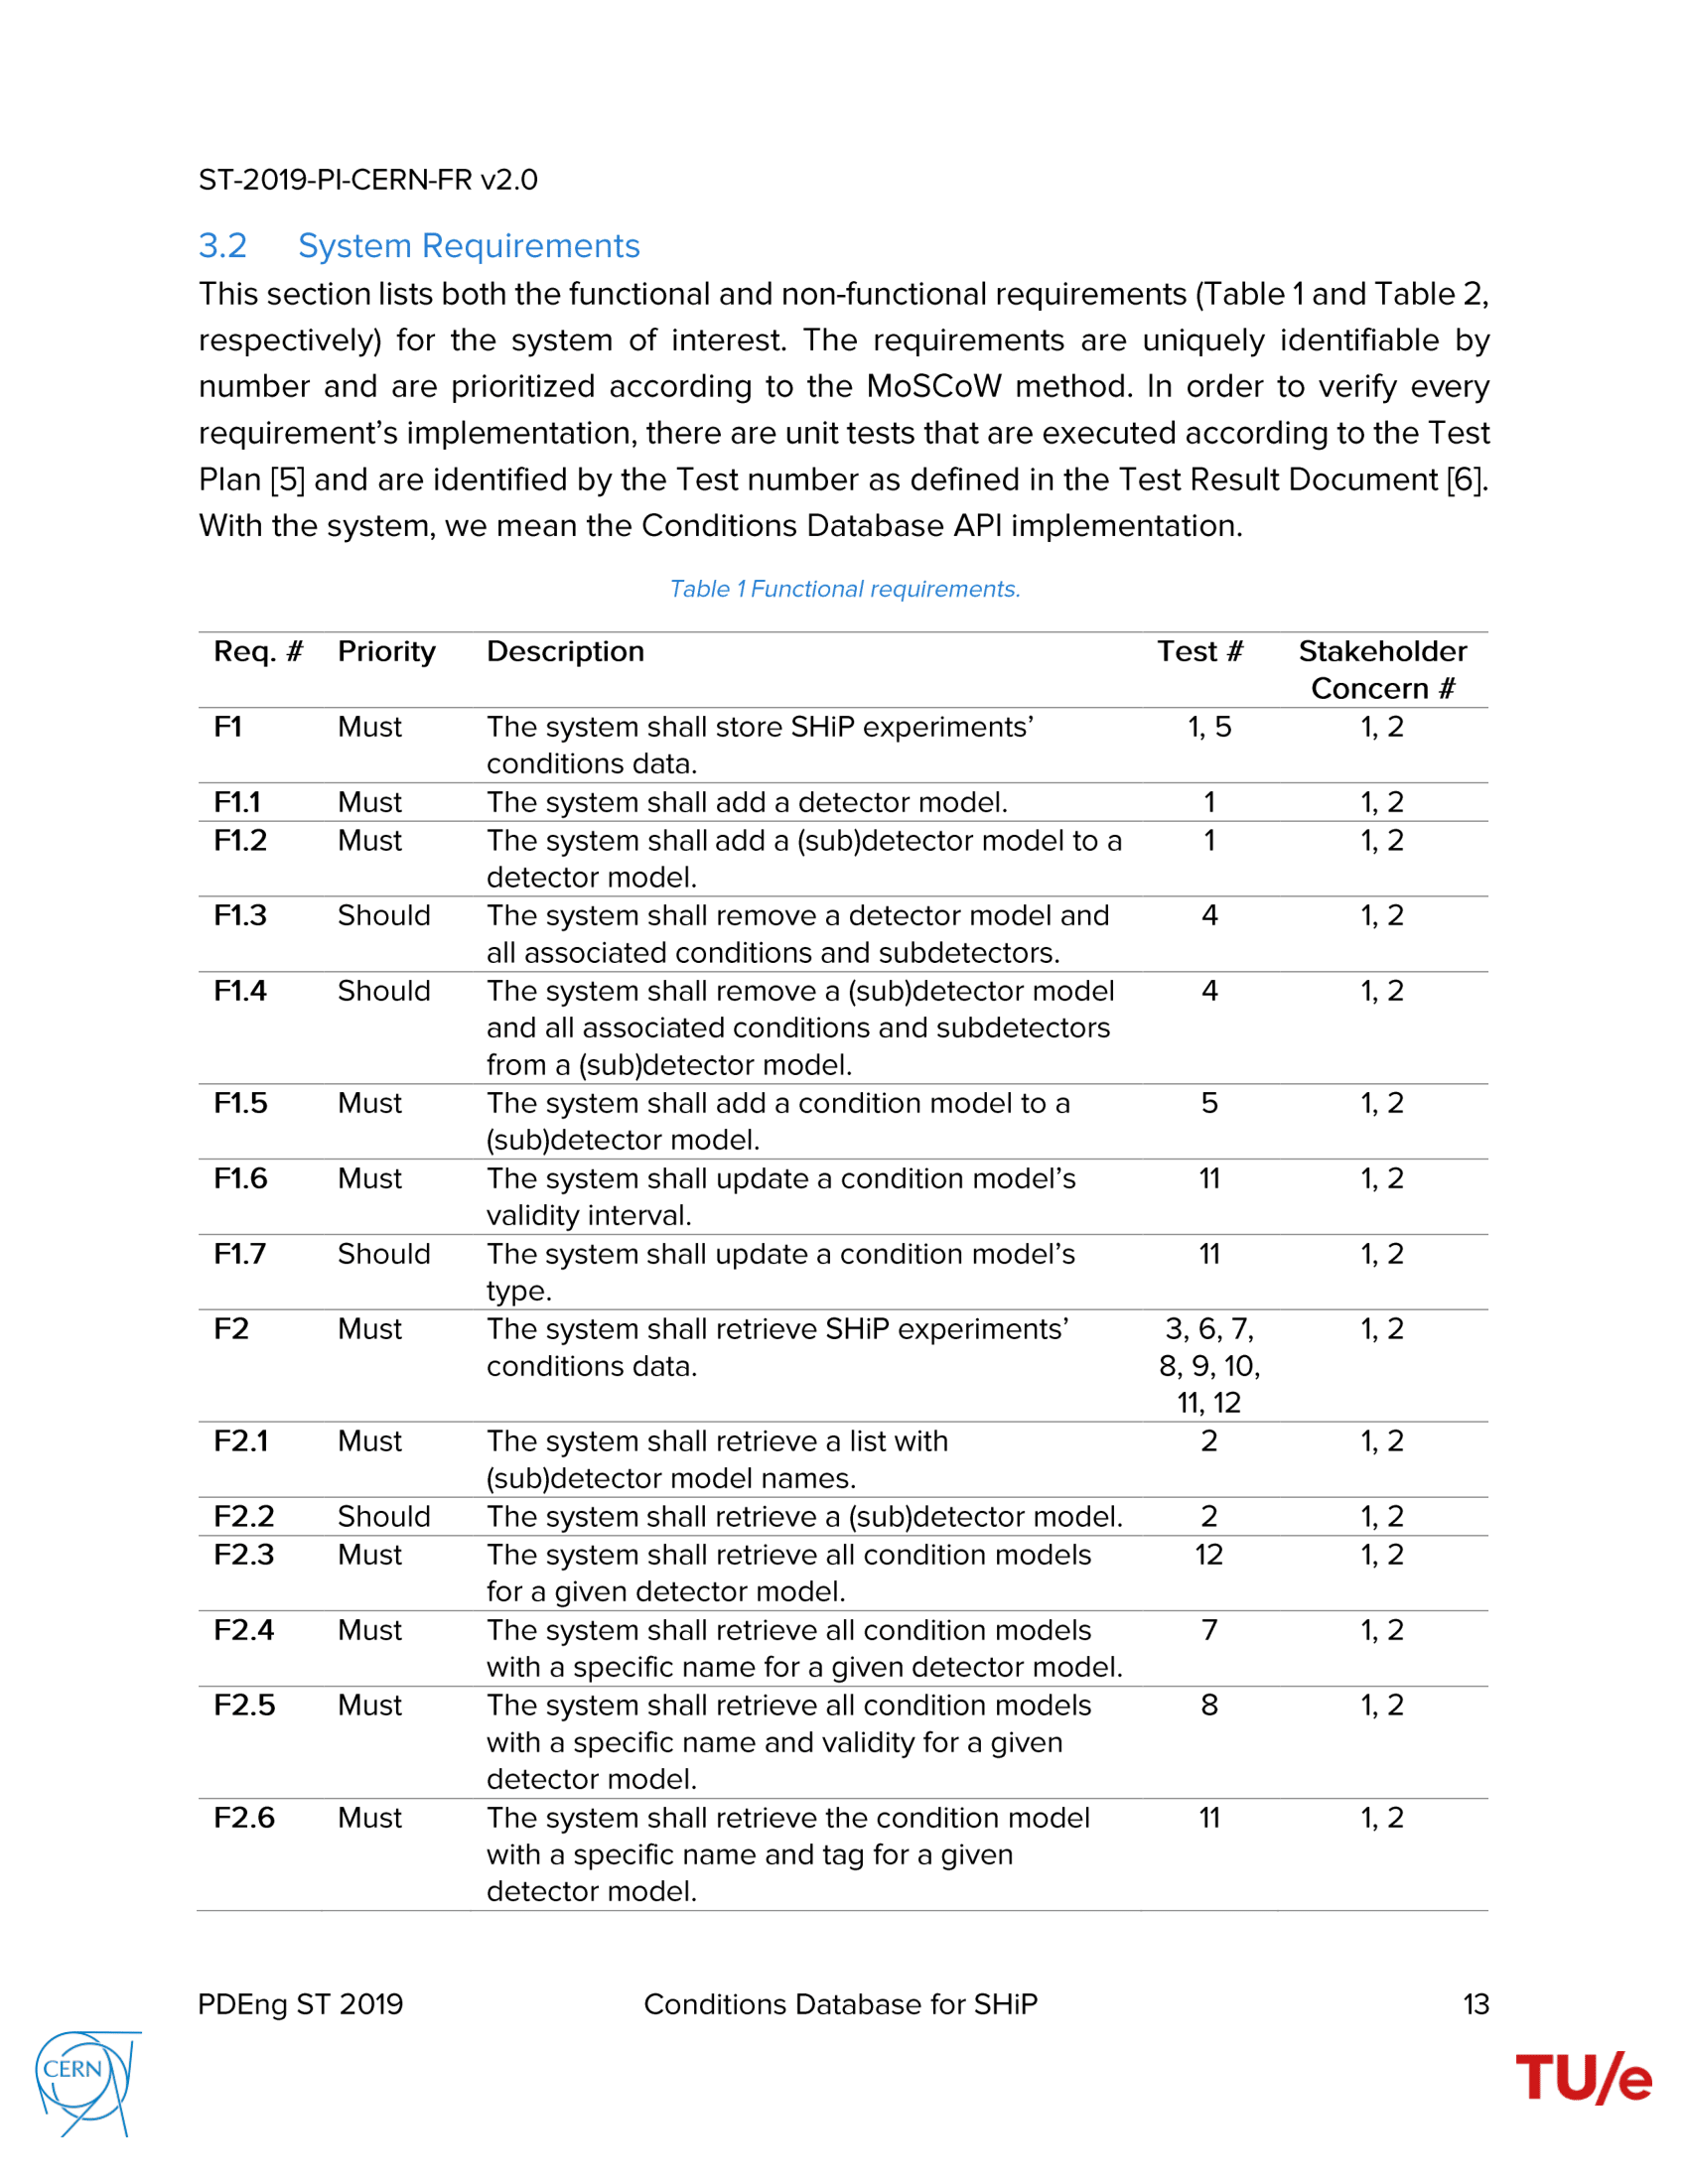 ST-2019-PI-CERN-FR v2.0
3.2 System Requirements
This section lists both the functional and non-functional requirements (Table 1 and Table 2,
respectively) for the system of interest. The requirements are uniquely identifiable by
number and are prioritized according to the MoSCoW method. In order to verify every
requirement’s implementation, there are unit tests that are executed according to the Test
Plan [5] and are identified by the Test number as defined in the Test Result Document [6].
With the system, we mean the Conditions Database API implementation.
Table 1 Functional requirements.
Req. # Priority Description Test # Stakeholder
Concern #
F1 Must The system shall store SHiP experiments’ 1, 5 1, 2
conditions data.
F1.1 Must The system shall add a detector model. 1 1, 2
F1.2 Must The system shall add a (sub)detector model to a 1 1, 2
detector model.
F1.3 Should The system shall remove a detector model and 4 1, 2
all associated conditions and subdetectors.
F1.4 Should The system shall remove a (sub)detector model 4 1, 2
and all associated conditions and subdetectors
from a (sub)detector model.
F1.5 Must The system shall add a condition model to a 5 1, 2
(sub)detector model.
F1.6 Must The system shall update a condition model’s 11 1, 2
validity interval.
F1.7 Should The system shall update a condition model’s 11 1, 2
type.
F2 Must The system shall retrieve SHiP experiments’ 3, 6, 7, 1, 2
conditions data. 8, 9, 10,
11, 12
F2.1 Must The system shall retrieve a list with 2 1, 2
(sub)detector model names.
F2.2 Should The system shall retrieve a (sub)detector model. 2 1, 2
F2.3 Must The system shall retrieve all condition models 12 1, 2
for a given detector model.
F2.4 Must The system shall retrieve all condition models 7 1, 2
with a specific name for a given detector model.
F2.5 Must The system shall retrieve all condition models 8 1, 2
with a specific name and validity for a given
detector model.
F2.6 Must The system shall retrieve the condition model 11 1, 2
with a specific name and tag for a given
detector model.
PDEng ST 2019 Conditions Database for SHiP 13
CERN
TU/e